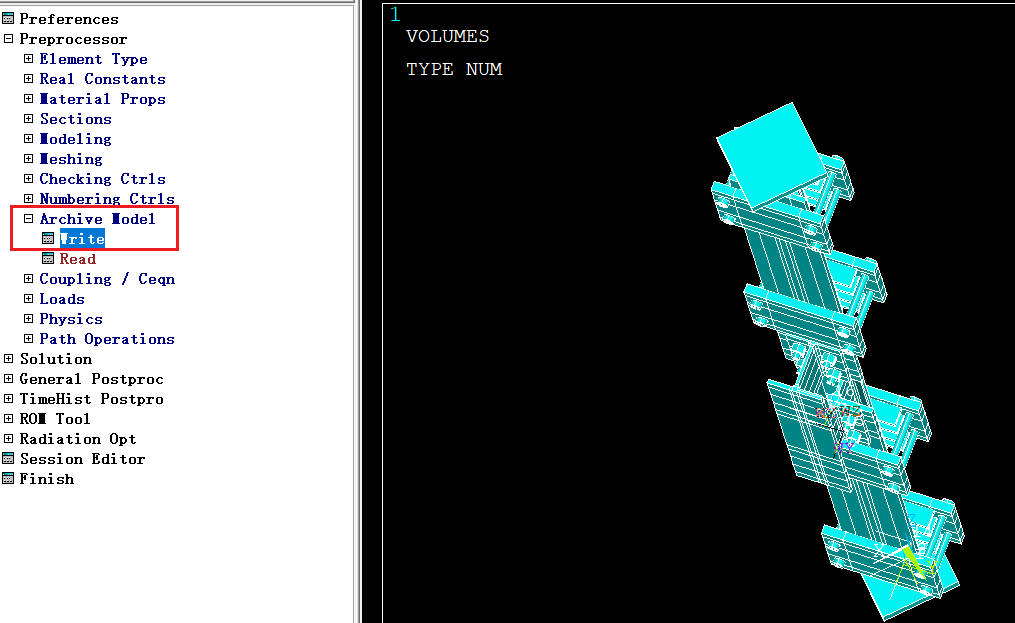 Preferences
Preprocessor
Element Type
Real Constants
Material Props
Sections
Modeling
Meshing
Checking Ctrls
Numbering Ctrls
Archive Model
Write
Read
Coupling / Ceqn
Loads
Physics
Path Operations
Solution
General Postproc
TimeHist Postpro
ROM Tool
Radiation Opt
Session Editor
Finish
1
VOLUMES
TYPE NUM